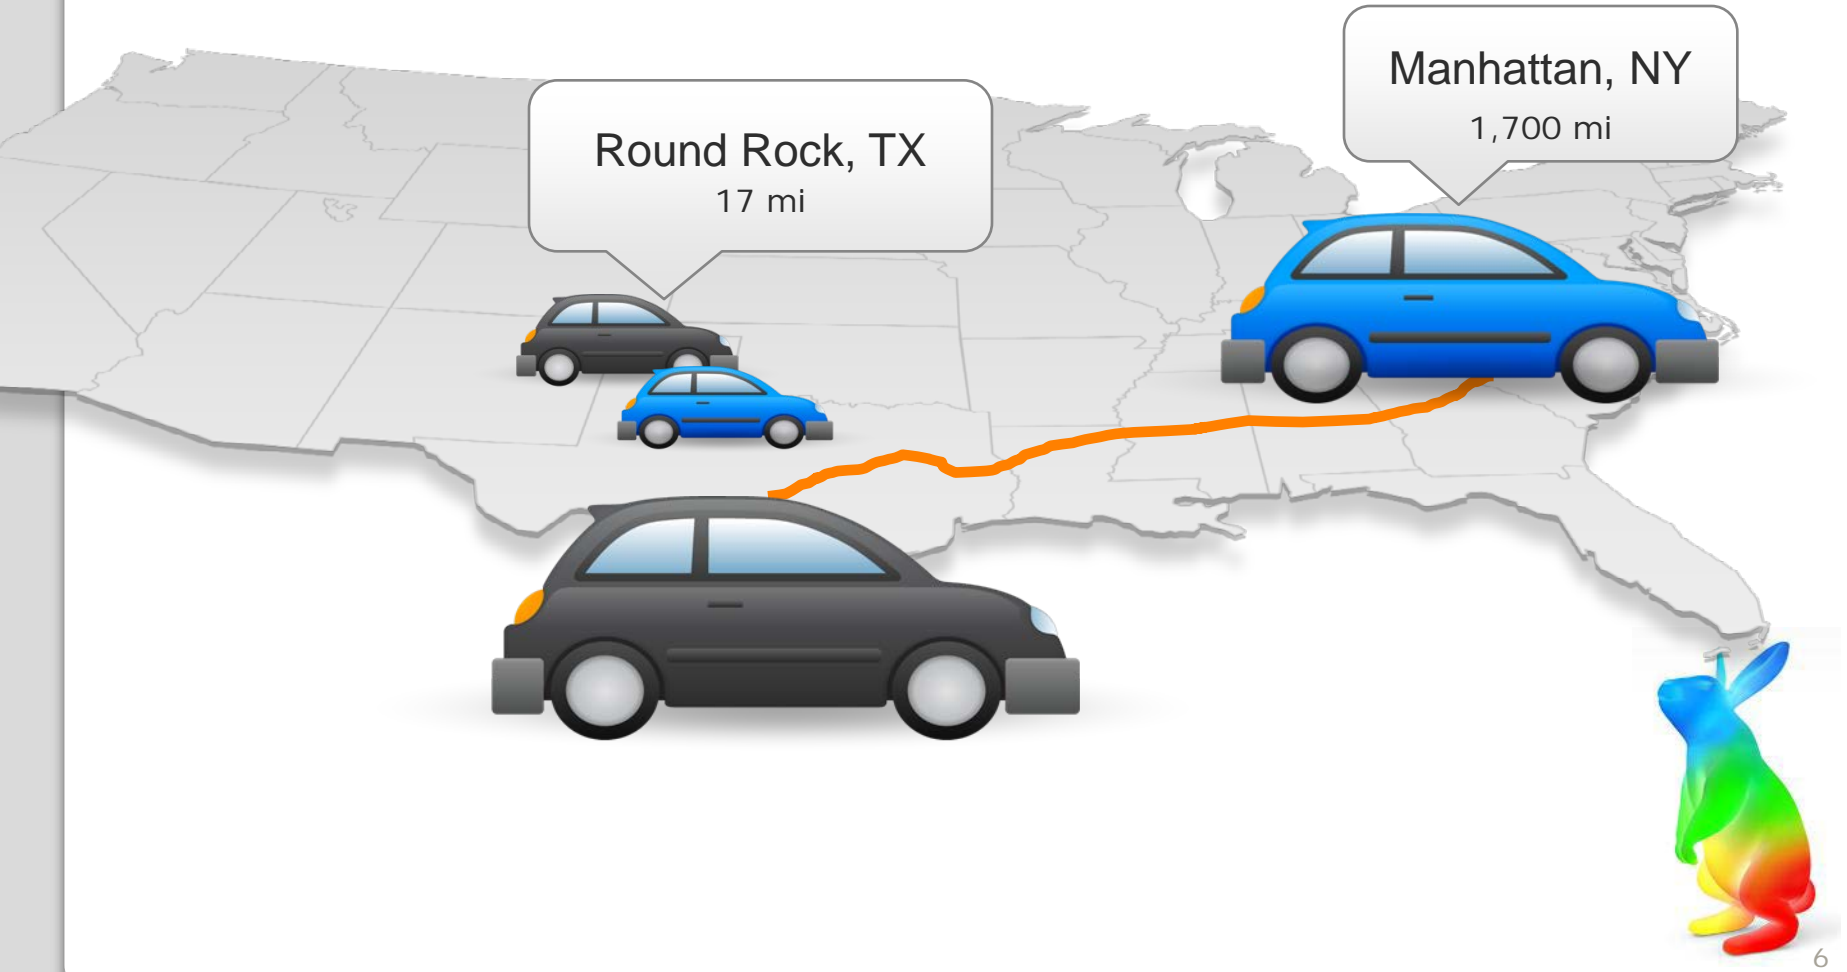 Round Rock, TX
17 mi
Manhattan, NY
1,700 mi
6